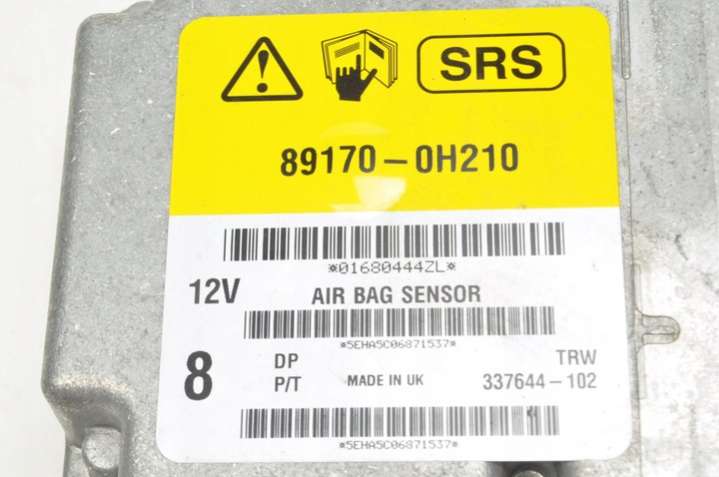 SRS
89170-0H210
*01680444ZL*
12V AIR BAG SENSOR
*5EHA5C06871537*
8 DP TRW
P/T MADE IN UK 337644-102
*5EHA5C06871537*